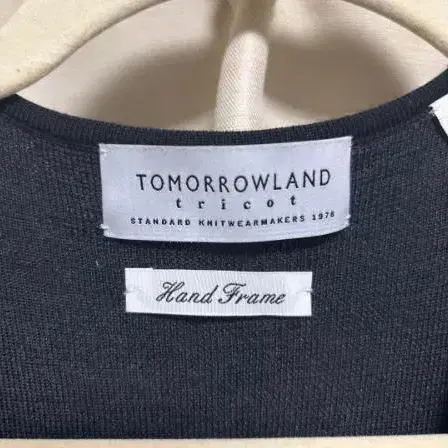 TOMORROWLAND
tricot
STANDARD KNITWEARMAKERS 1978
Hand Frame